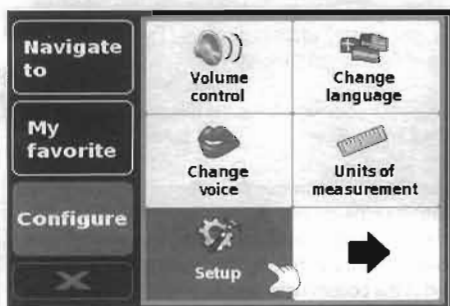 Navigate
to
My
favorite
Configure
Volume
control
Change
language
Change
voice
Units of
measurement
Setup